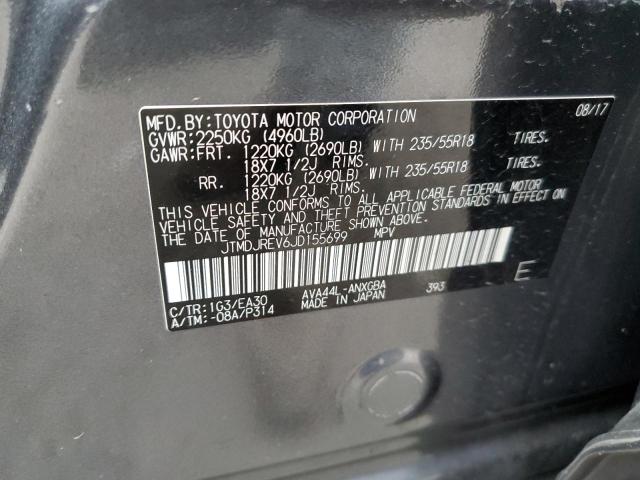 MFD.BY:TOYOTA MOTOR CORPORATION 08/17
GVWR:2250KG (4960LB)
GAWR:FRT. 1220KG (2690LB) WITH 235/55R18 TIRES.
18X7 1/2J RIMS.
RR. 1220KG (2690LB) WITH 235/55R18 TIRES.
18X7 1/2J RIMS.
THIS VEHICLE CONFORMS TO ALL APPLICABLE FEDERAL MOTOR
VEHICLE SAFETY AND THEFT PREVENTION STANDARDS IN EFFECT ON
THE DATE OF MANUFACTURE SHOWN ABOVE.
JTMDJREV6JD155699 MPV
E
C/TR:1G3/EA30 AVA44L-ANXGBA 393
A/TM:-08A/P314 MADE IN JAPAN